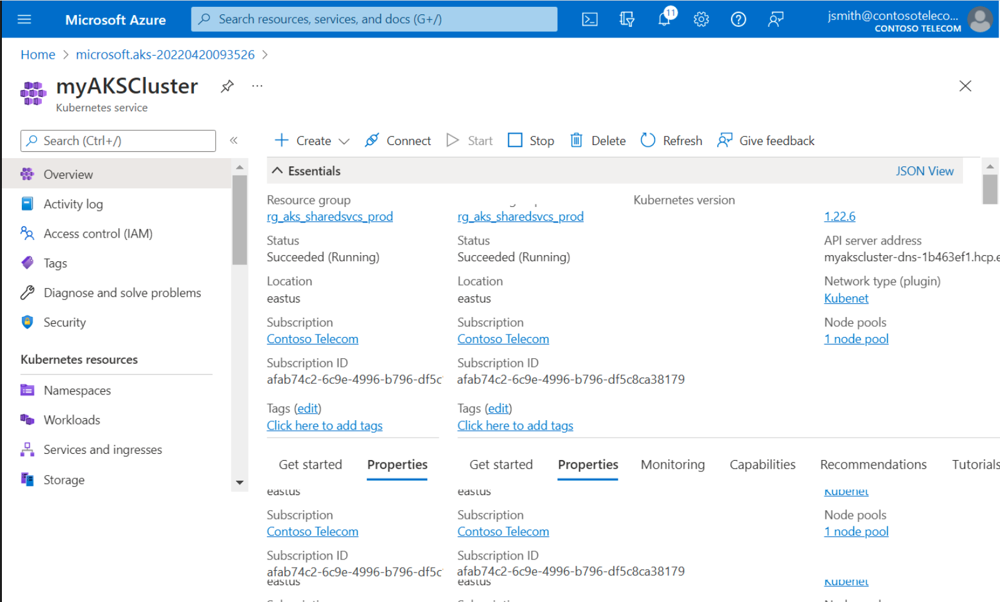 Microsoft Azure
Search resources, services, and docs (G+/)
11
jsmith@contosoteleco...
CONTOSO TELECOM
Home > microsoft.aks-20220420093526 >
myAKSCluster
...
Kubernetes service
Search (Ctrl+/)
«
Create
Connect
Start
Stop
Delete
Refresh
Give feedback
Overview
Activity log
Access control (IAM)
Tags
Diagnose and solve problems
Security
Kubernetes resources
Namespaces
Workloads
Services and ingresses
Storage
Essentials
JSON View
Resource group
Kubernetes version
rg_aks_sharedsvcs_prod
rg_aks_sharedsvcs_prod
1.22.6
Status
Status
API server address
Succeeded (Running)
Succeeded (Running)
myakscluster-dns-1b463ef1.hcp.e
Location
Location
Network type (plugin)
eastus
eastus
Kubenet
Subscription
Subscription
Node pools
Contoso Telecom
Contoso Telecom
1 node pool
Subscription ID
Subscription ID
afab74c2-6c9e-4996-b796-df5c
afab74c2-6c9e-4996-b796-df5c8ca38179
Tags (edit)
Tags (edit)
Click here to add tags
Click here to add tags
Get started
Properties
Get started
Properties
Monitoring
Capabilities
Recommendations
Tutorials
eastus
eastus
Kubenet
Subscription
Subscription
Node pools
Contoso Telecom
Contoso Telecom
1 node pool
Subscription ID
Subscription ID
afab74c2-6c9e-4996-b796-df5c
afab74c2-6c9e-4996-b796-df5c8ca38179
eastus
eastus
Kubenet